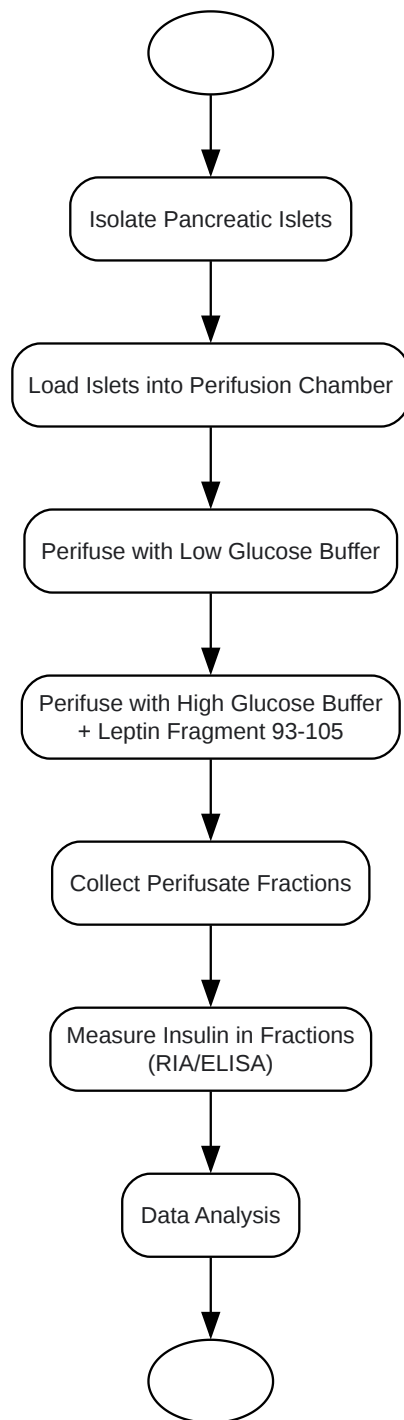 Isolate Pancreatic Islets
Load Islets into Perifusion Chamber
Perifuse with Low Glucose Buffer
Perifuse with High Glucose Buffer
+ Leptin Fragment 93-105
Collect Perifusate Fractions
Measure Insulin in Fractions
(RIA/ELISA)
Data Analysis